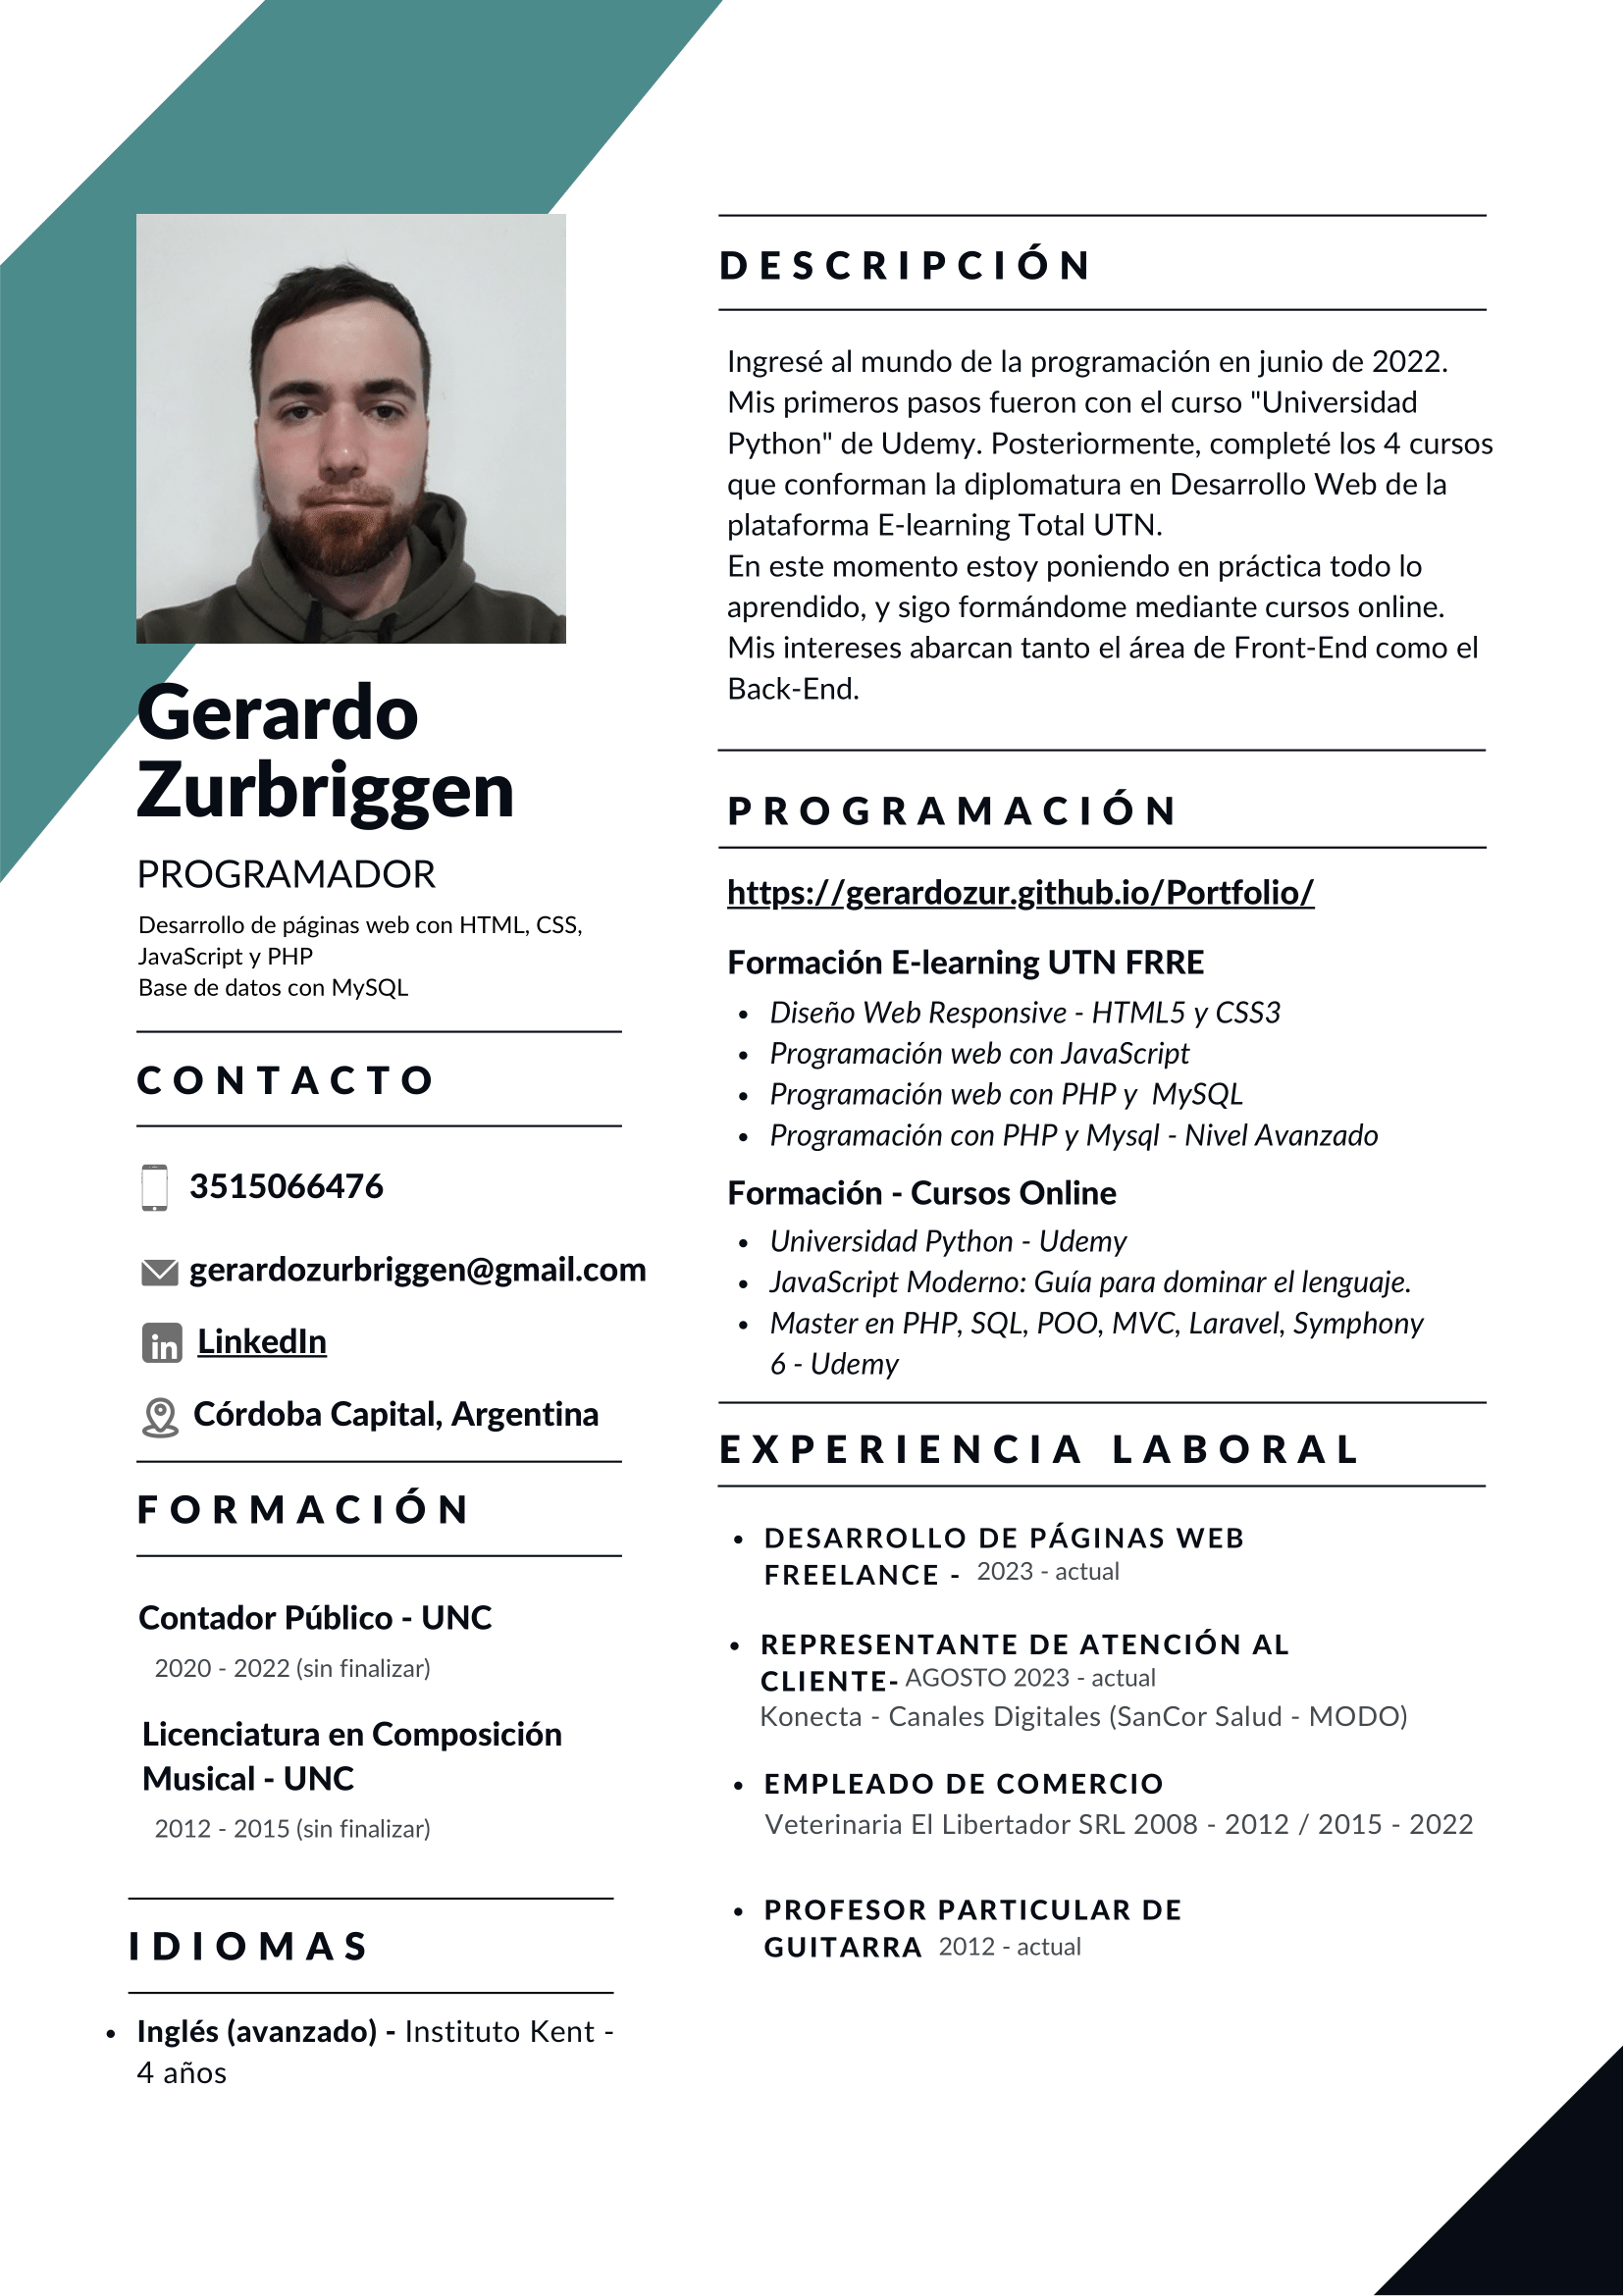 Gerardo
Zurbriggen
PROGRAMADOR
Desarrollo de páginas web con HTML, CSS,
JavaScript y PHP
Base de datos con MySQL
CONTACTO
3515066476
gerardozurbriggen@gmail.com
LinkedIn
Córdoba Capital, Argentina
FORMACIÓN
Contador Público - UNC
2020 - 2022 (sin finalizar)
Licenciatura en Composición
Musical - UNC
2012 - 2015 (sin finalizar)
IDIOMAS
• Inglés (avanzado) - Instituto Kent -
4 años
DESCRIPCIÓN
Ingresé al mundo de la programación en junio de 2022.
Mis primeros pasos fueron con el curso "Universidad
Python" de Udemy. Posteriormente, completé los 4 cursos
que conforman la diplomatura en Desarrollo Web de la
plataforma E-learning Total UTN.
En este momento estoy poniendo en práctica todo lo
aprendido, y sigo formándome mediante cursos online.
Mis intereses abarcan tanto el área de Front-End como el
Back-End.
PROGRAMACIÓN
https://gerardozur.github.io/Portfolio/
Formación E-learning UTN FRRE
• Diseño Web Responsive - HTML5 y CSS3
• Programación web con JavaScript
• Programación web con PHP y  MySQL
• Programación con PHP y Mysql - Nivel Avanzado
Formación - Cursos Online
• Universidad Python - Udemy
• JavaScript Moderno: Guía para dominar el lenguaje.
• Master en PHP, SQL, POO, MVC, Laravel, Symphony
6 - Udemy
EXPERIENCIA LABORAL
• DESARROLLO DE PÁGINAS WEB
FREELANCE - 2023 - actual
• REPRESENTANTE DE ATENCIÓN AL
CLIENTE- AGOSTO 2023 - actual
Konecta - Canales Digitales (SanCor Salud - MODO)
• EMPLEADO DE COMERCIO
Veterinaria El Libertador SRL 2008 - 2012 / 2015 - 2022
• PROFESOR PARTICULAR DE
GUITARRA 2012 - actual